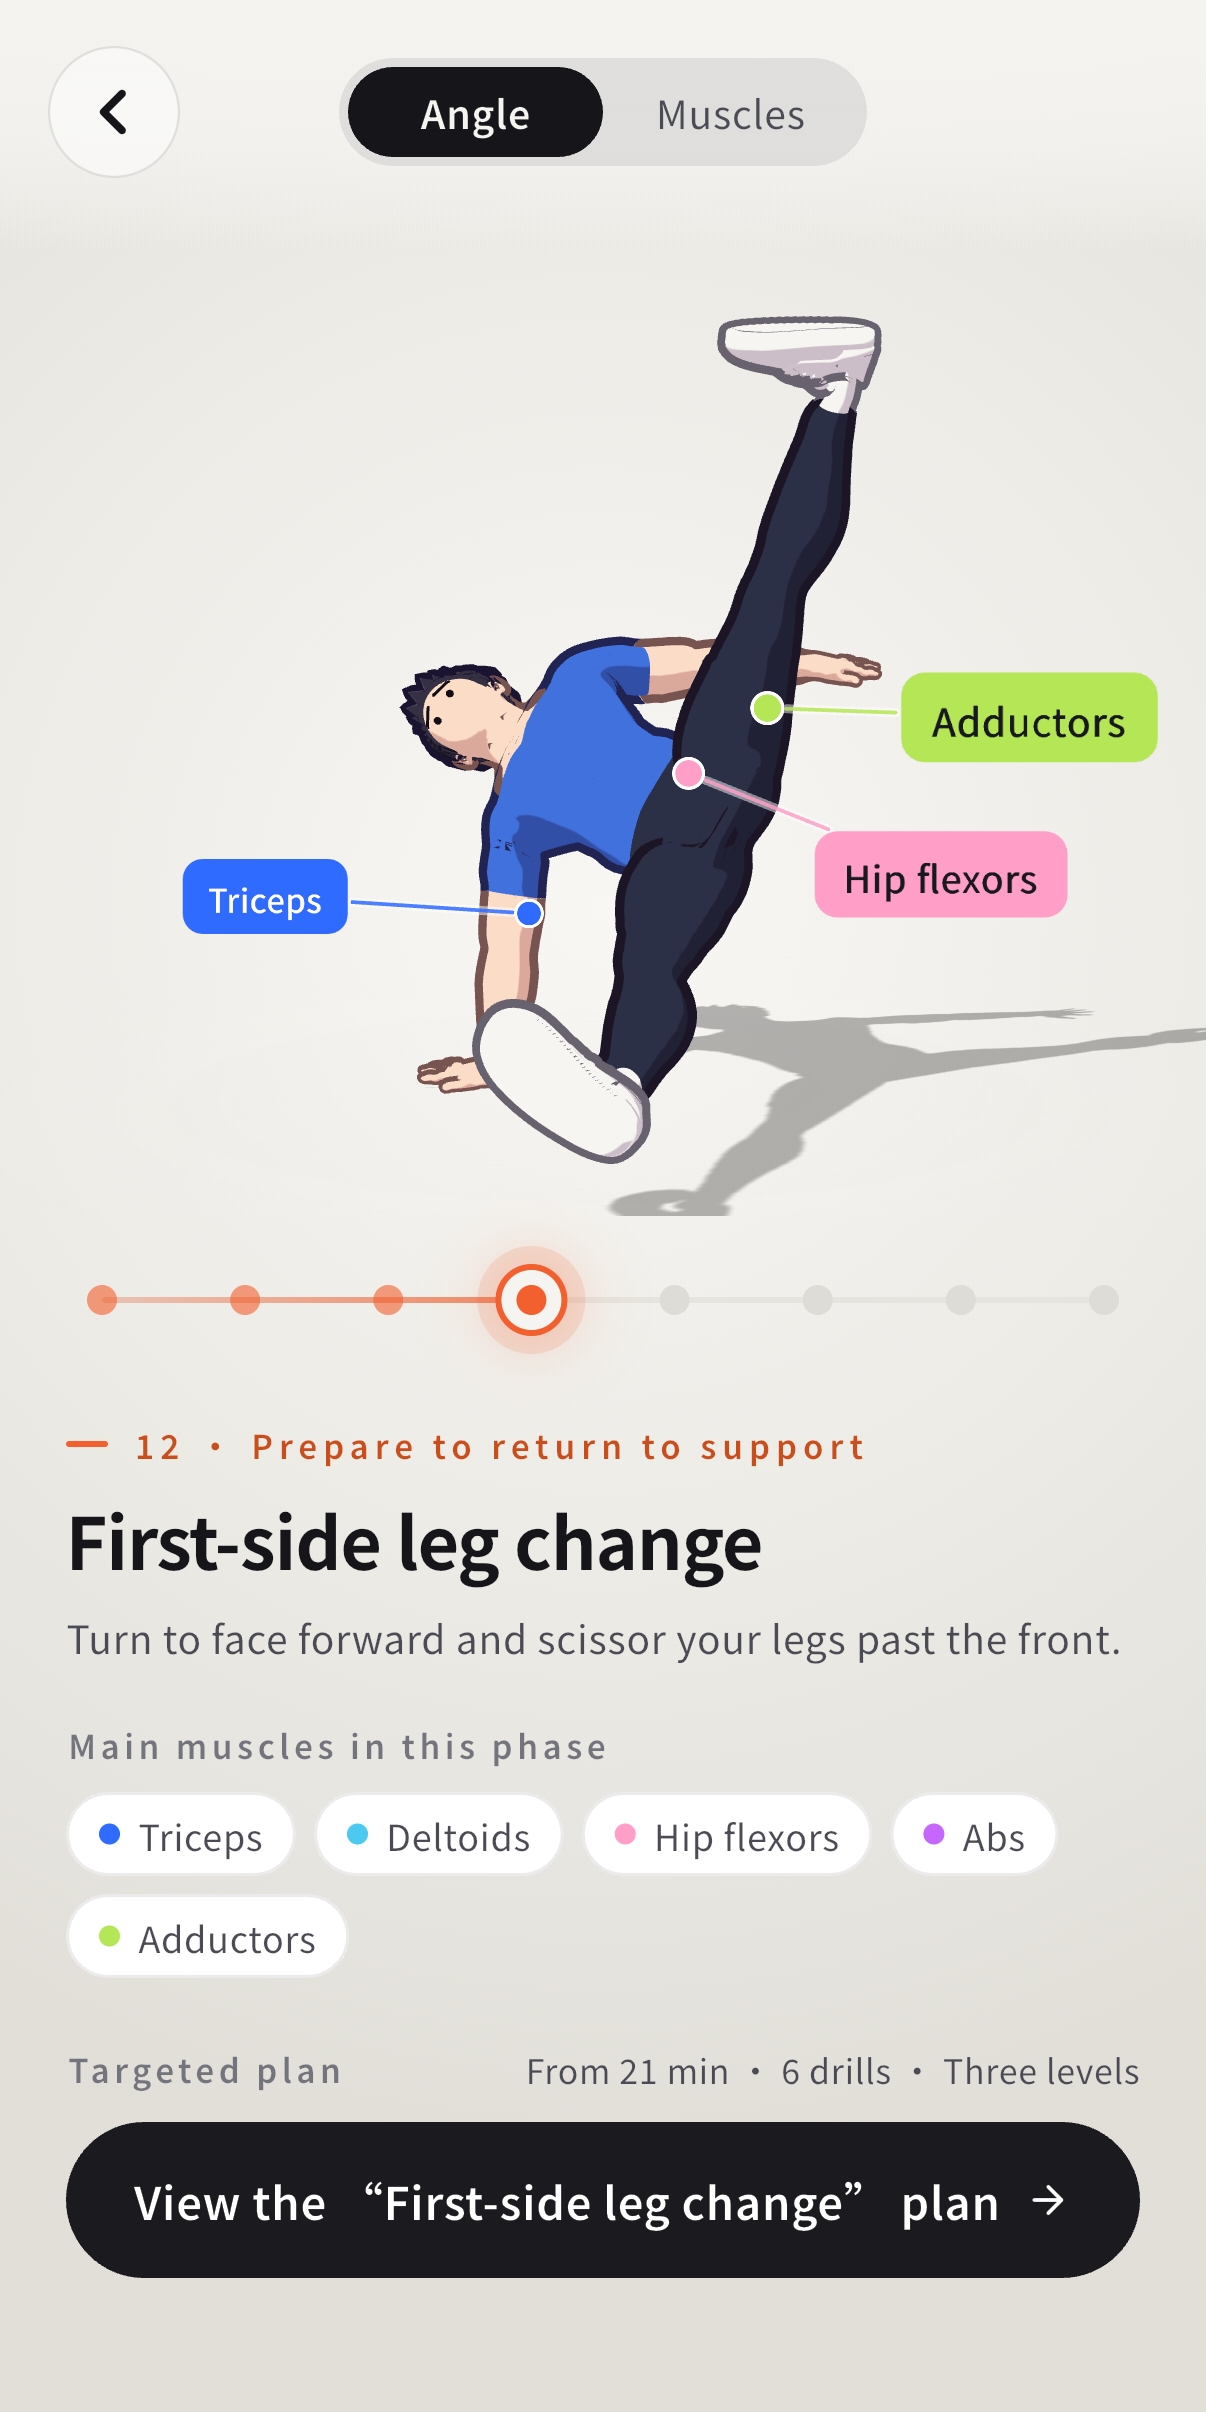 Angle
Muscles
Adductors
Hip flexors
Triceps
12 · Prepare to return to support
First-side leg change
Turn to face forward and scissor your legs past the front.
Main muscles in this phase
Triceps
Deltoids
Hip flexors
Abs
Adductors
Targeted plan
From 21 min · 6 drills · Three levels
View the “First-side leg change” plan →